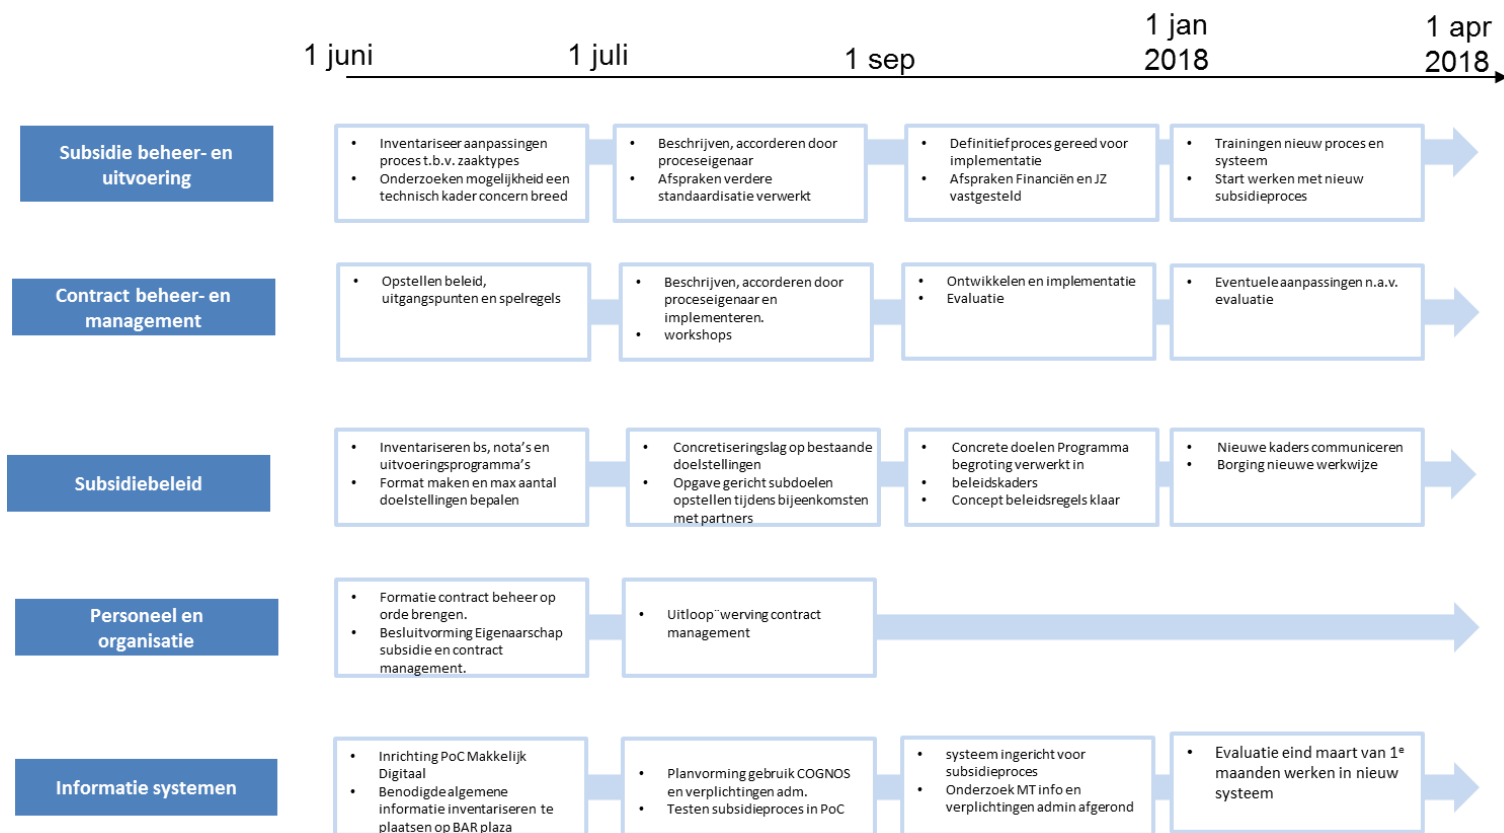 1 juni
1 juli
1 sep
1 jan
2018
1 apr
2018
Subsidie beheer- en
uitvoering
• Inventariseer aanpassingen
proces t.b.v. zaaktypes
• Onderzoeken mogelijkheid een
technisch kader concern breed
• Beschrijven, accorderen door
proceseigenaar
• Afspraken verdere
standaardisatie verwerkt
• Definitief proces gereed voor
implementatie
• Afspraken Financiën en JZ
vastgesteld
• Trainingen nieuw proces en
systeem
• Start werken met nieuw
subsidieproces
Contract beheer- en
management
• Opstellen beleid,
uitgangspunten en spelregels
• Beschrijven, accorderen door
proceseigenaar en
implementeren.
• workshops
• Ontwikkelen en implementatie
• Evaluatie
• Eventuele aanpassingen n.a.v.
evaluatie
Subsidiebeleid
• Inventariseren bs, nota's en
uitvoeringsprogramma's
• Format maken en max aantal
doelstellingen bepalen
• Concretiseringslag op bestaande
doelstellingen
• Opgave gericht subdoelen
opstellen tijdens bijeenkomsten
met partners
• Concrete doelen Programma
begroting verwerkt in
• beleidskaders
• Concept beleidsregels klaar
• Nieuwe kaders communiceren
• Borging nieuwe werkwijze
Personeel en
organisatie
• Formatie contract beheer op
orde brengen.
• Besluitvorming Eigenaarschap
subsidie en contract
management.
• Uitloop¨werving contract
management
Informatie systemen
• Inrichting PoC Makkelijk
Digitaal
• Benodigde algemene
informatie inventariseren te
plaatsen op BAR plaza
• Planvorming gebruik COGNOS
en verplichtingen adm.
• Testen subsidieproces in PoC
• systeem ingericht voor
subsidieproces
• Onderzoek MT info en
verplichtingen admin afgerond
• Evaluatie eind maart van 1e
maanden werken in nieuw
systeem